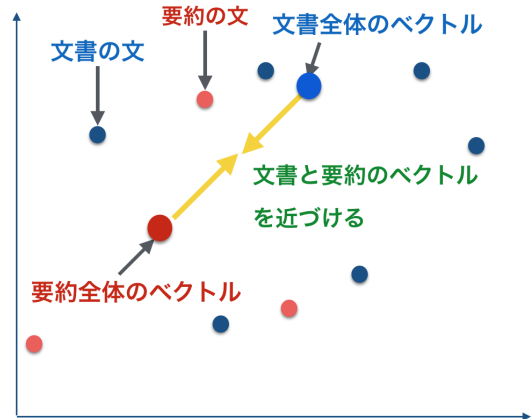 要約の文
文書全体のベクトル
文書の文
文書と要約のベクトル
を近づける
要約全体のベクトル